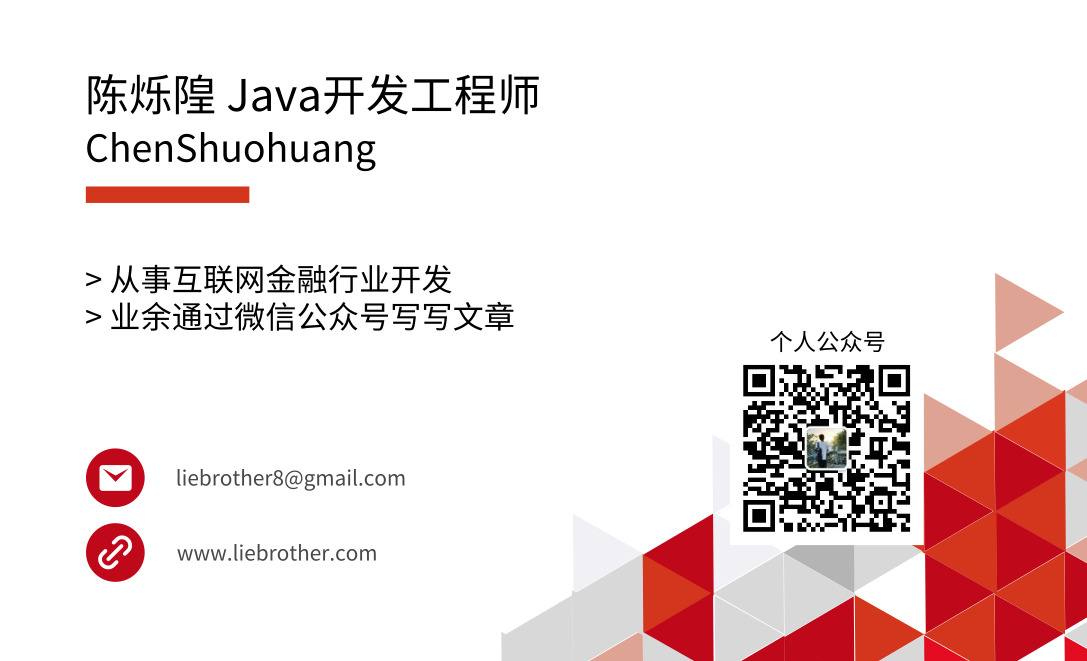 陈烁隍 Java开发工程师
ChenShuohuang
> 从事互联网金融行业开发
> 业余通过微信公众号写写文章
个人公众号
liebrother8@gmail.com
www.liebrother.com